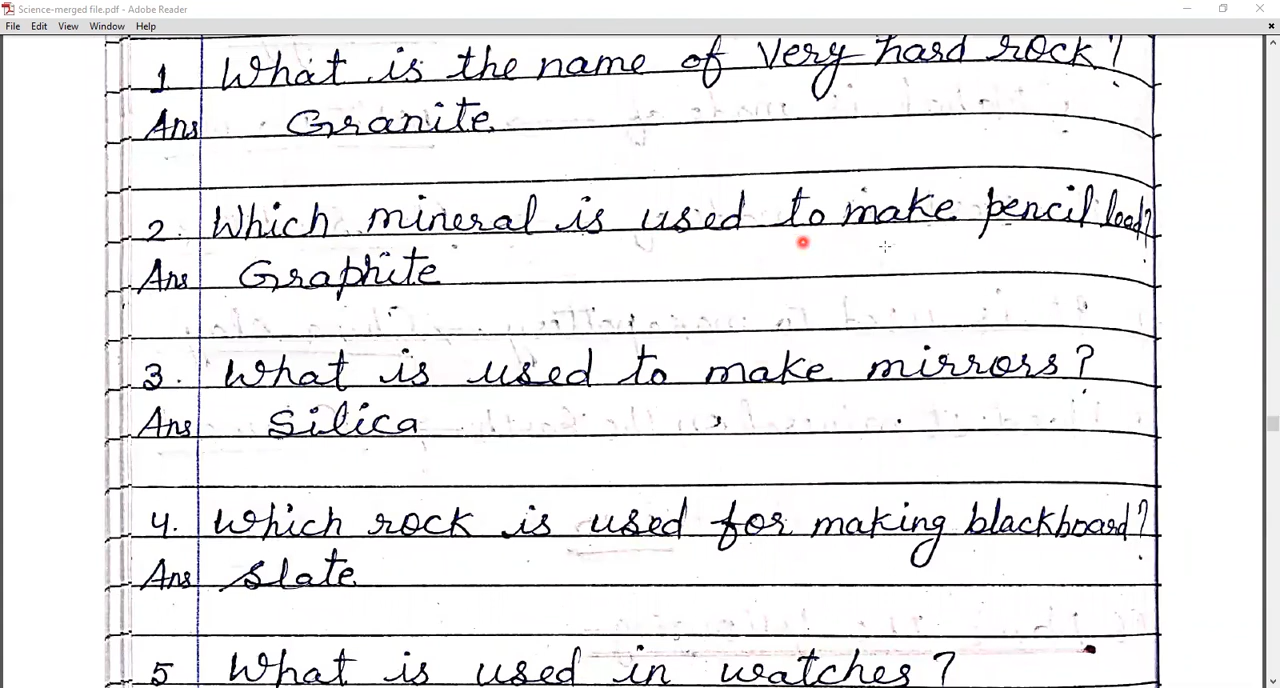 Science-merged file.pdf - Adobe Reader
File Edit View Window Help
1 What is the name of Very hard rock?
Ans Granite
2. Which mineral is used to make pencil lead?
Ans Graphite
3. What is used to make mirrors?
Ans Silica
4. Which rock is used for making blackboard?
Ans slate
5 What is used in watches?